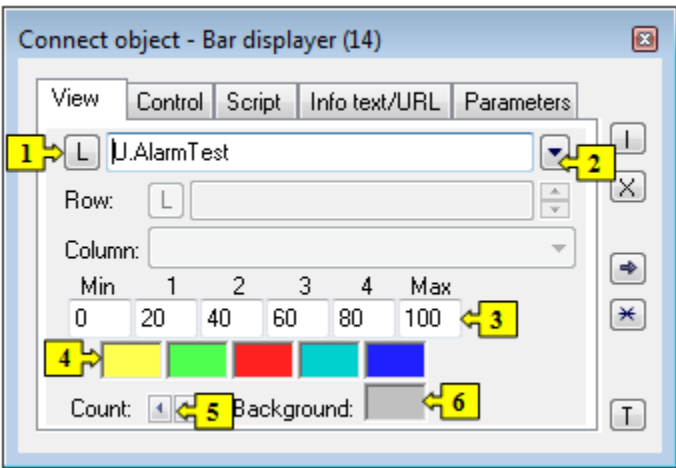 Connect object - Bar displayer (14)
View Control Script Info text/URL Parameters
1 L U.AlarmTest 2
I
X
Row: L
Column:
Min 1 2 3 4 Max
0 20 40 60 80 100 3
4
Count: 5 Background: 6
T